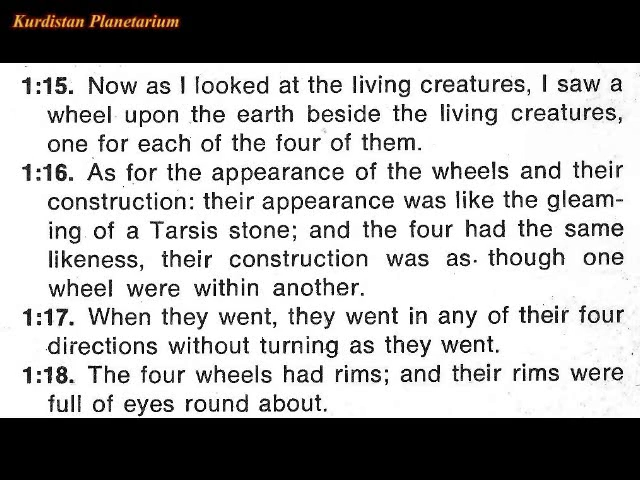 Kurdistan Planetarium
1:15. Now as I looked at the living creatures, I saw a
wheel upon the earth beside the living creatures,
one for each of the four of them.
1:16. As for the appearance of the wheels and their
construction: their appearance was like the gleam-
ing of a Tarsis stone; and the four had the same
likeness, their construction was as though one
wheel were within another.
1:17. When they went, they went in any of their four
directions without turning as they went.
1:18. The four wheels had rims; and their rims were
full of eyes round about.